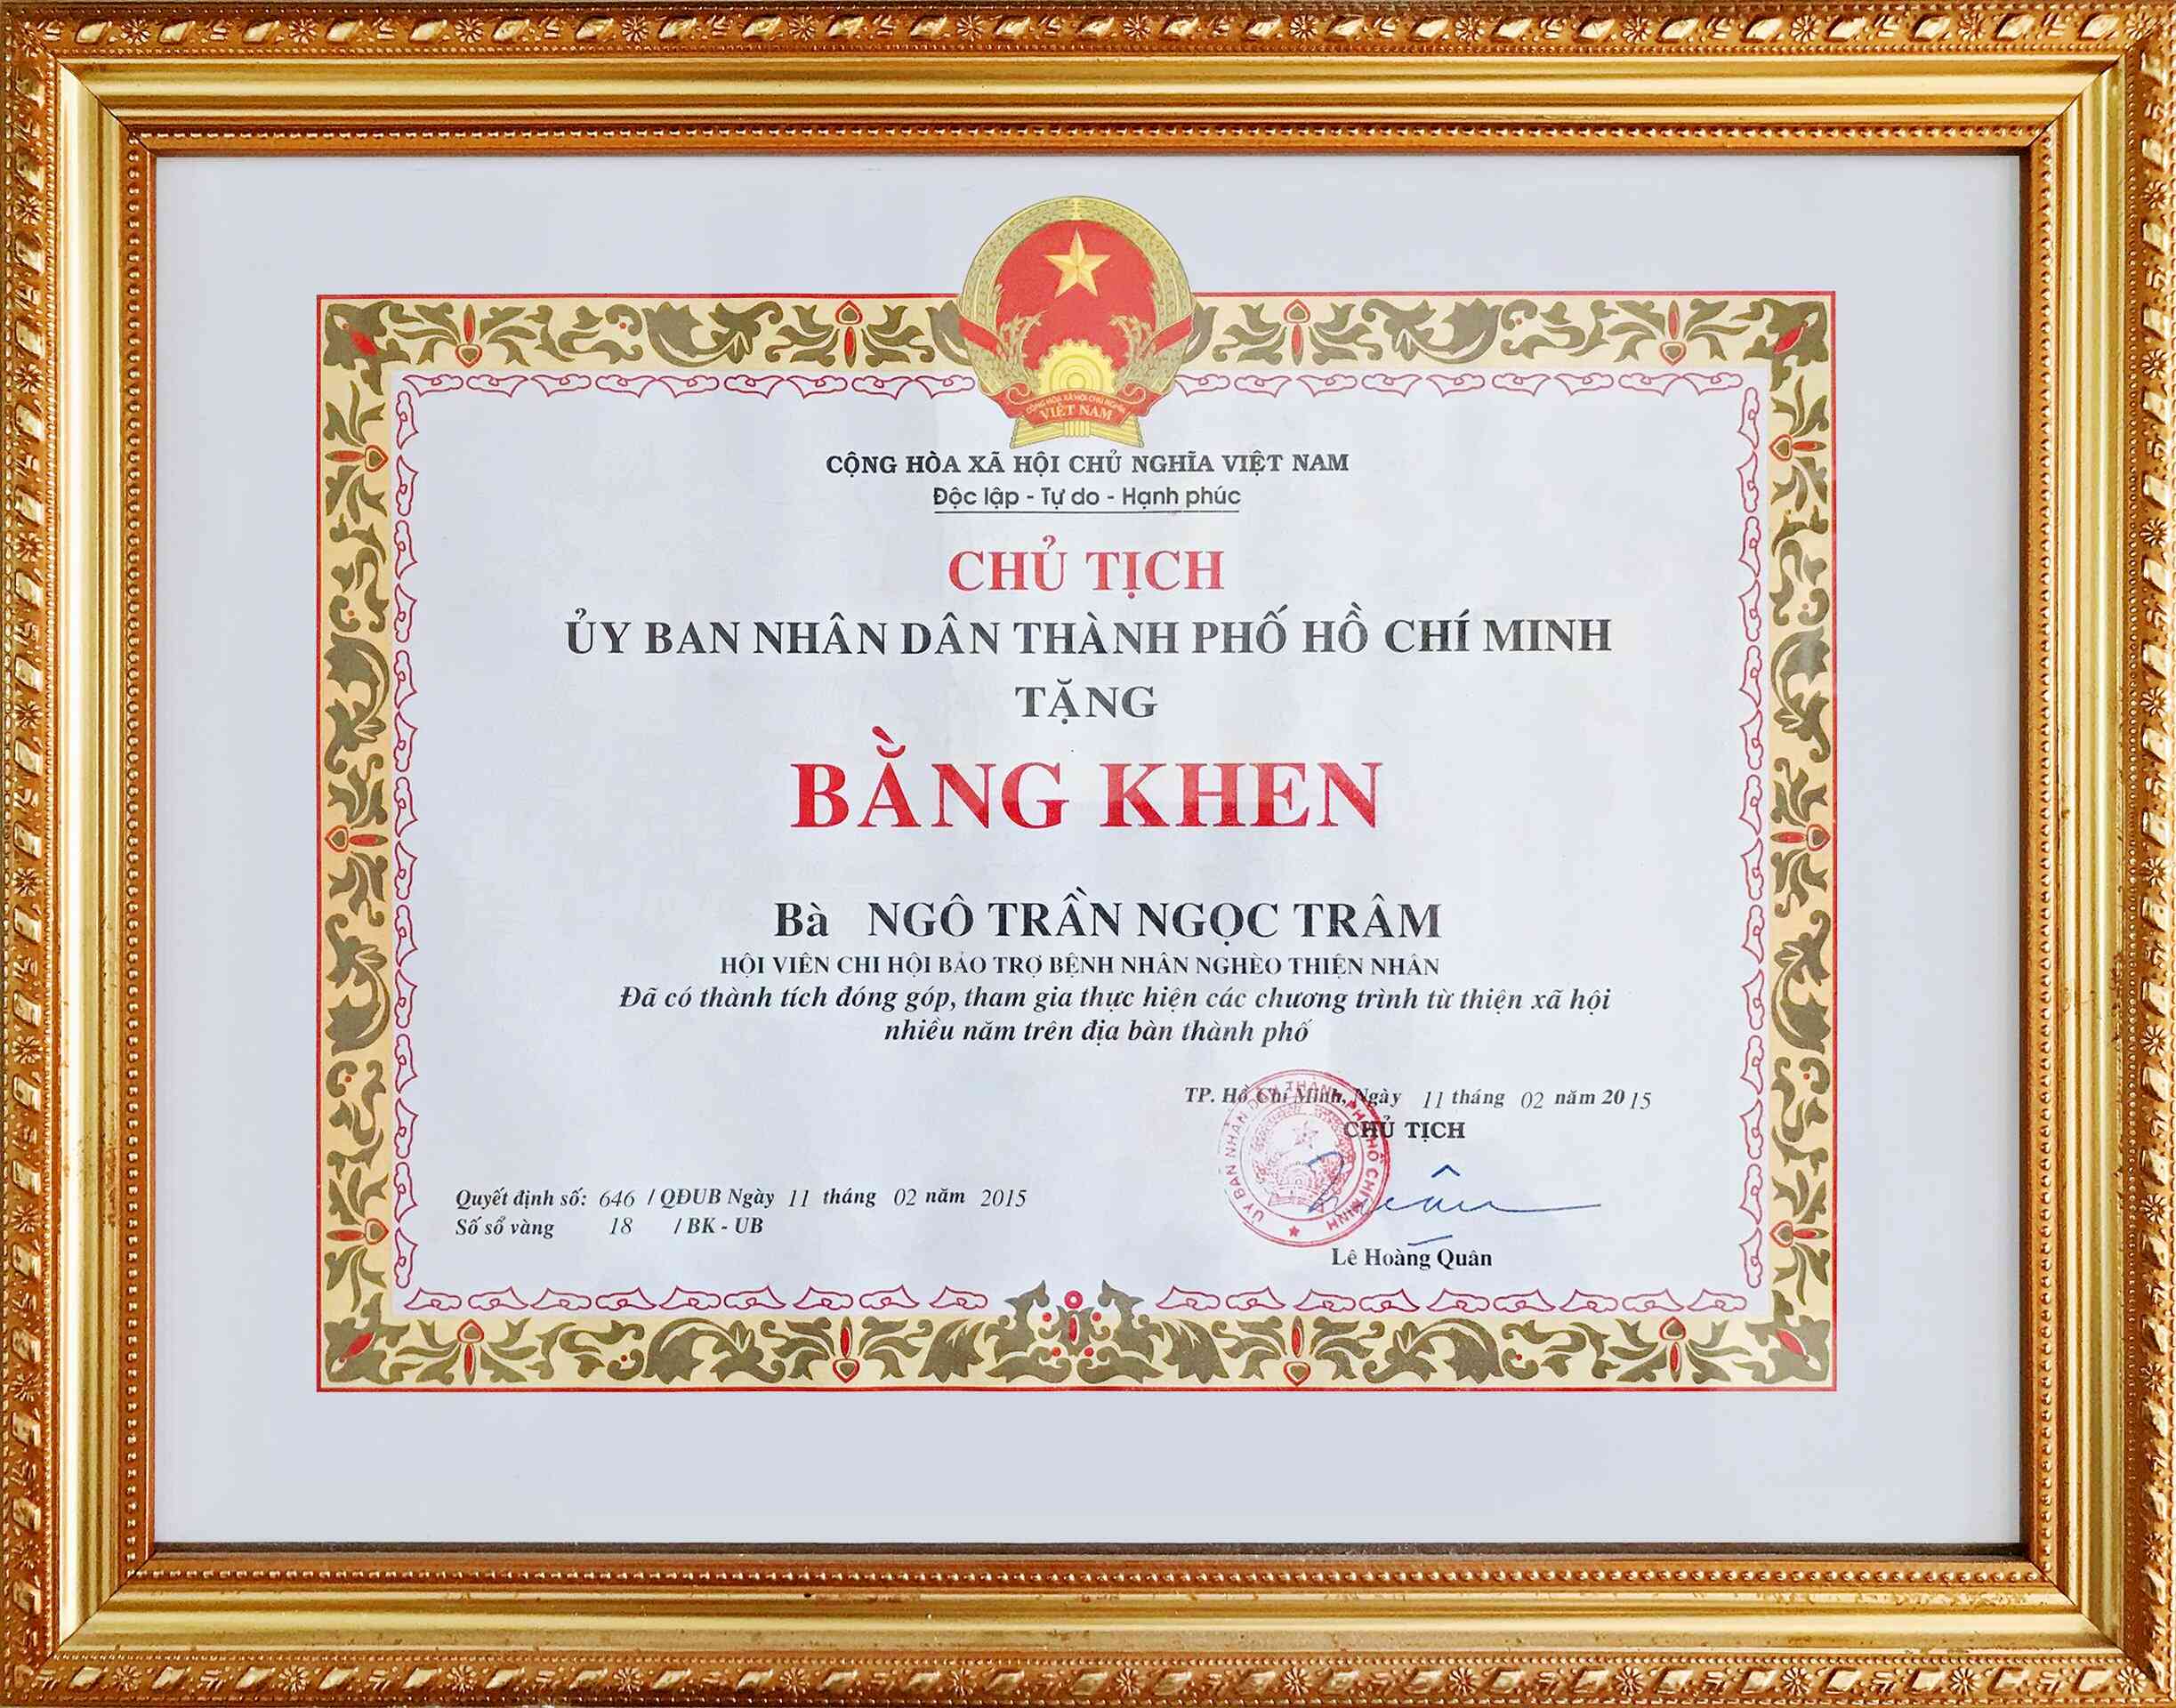 CỘNG HÒA XÃ HỘI CHỦ NGHĨA
VIỆT NAM
CỘNG HÒA XÃ HỘI CHỦ NGHĨA VIỆT NAM
Độc lập - Tự do - Hạnh phúc
CHỦ TỊCH
ỦY BAN NHÂN DÂN THÀNH PHỐ HỒ CHÍ MINH
TẶNG
BẰNG KHEN
Bà NGÔ TRẦN NGỌC TRÂM
HỘI VIÊN CHI HỘI BẢO TRỢ BỆNH NHÂN NGHÈO THIỆN NHÂN
Đã có thành tích đóng góp, tham gia thực hiện các chương trình từ thiện xã hội
nhiều năm trên địa bàn thành phố
TP. Hồ Chí Minh, Ngày 11 tháng 02 năm 2015
CHỦ TỊCH
ỦY BAN NHÂN DÂN THÀNH PHỐ HỒ CHÍ MINH
Quyết định số: 646 / QĐUB Ngày 11 tháng 02 năm 2015
Số sổ vàng 18 / BK - UB
Lê Hoàng Quân